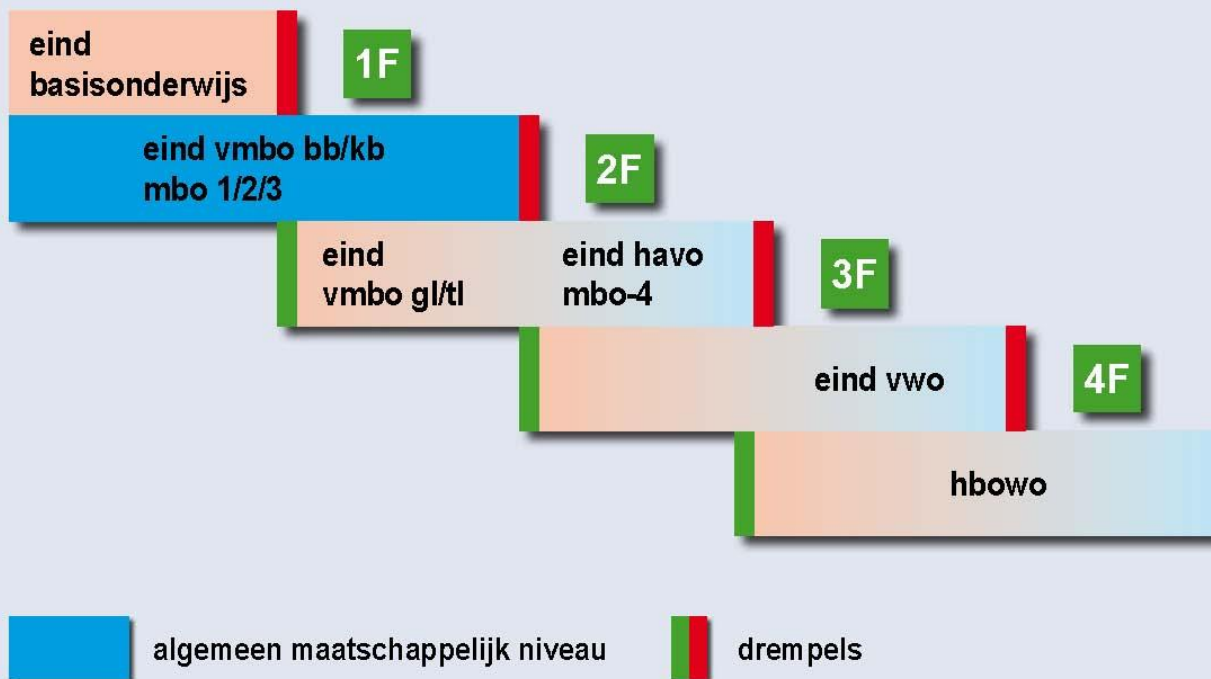 eind
basisonderwijs
1F
eind vmbo bb/kb
mbo 1/2/3
2F
eind
vmbo gl/tl
eind havo
mbo-4
3F
eind vwo
4F
hbowo
algemeen maatschappelijk niveau
drempels